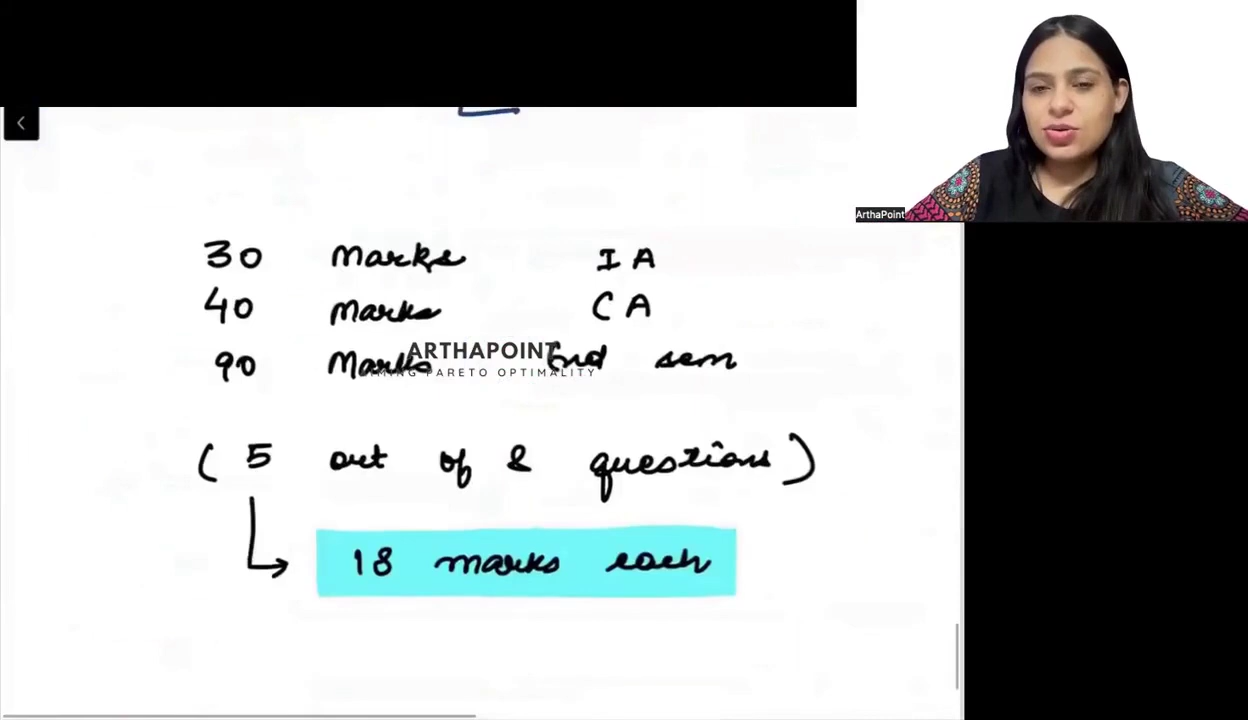 ArthaPoint
30 Marks IA
40 Marks CA
ARTHAPOINT
90 Marks End sem
AIMING PARETO OPTIMALITY
( 5 out of 8 questions )
18 marks each